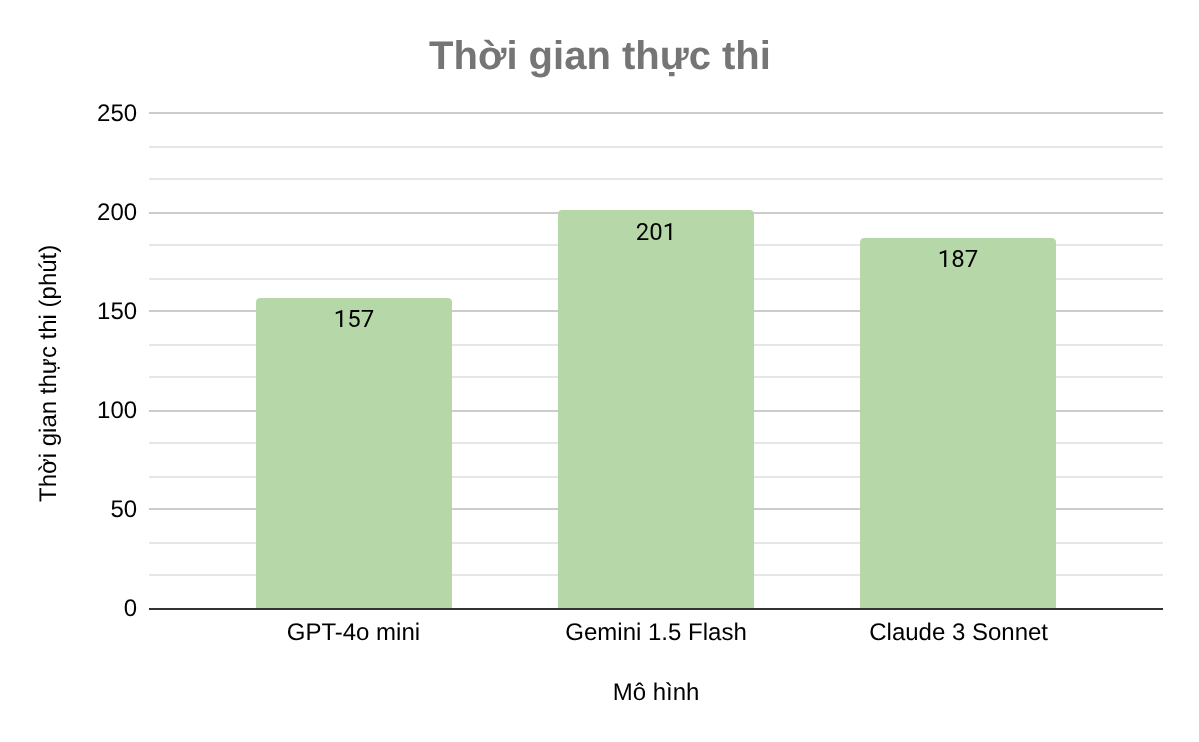 Thời gian thực thi
Thời gian thực thi (phút)
250
200
150
100
50
0
157
201
187
GPT-4o mini
Gemini 1.5 Flash
Claude 3 Sonnet
Mô hình